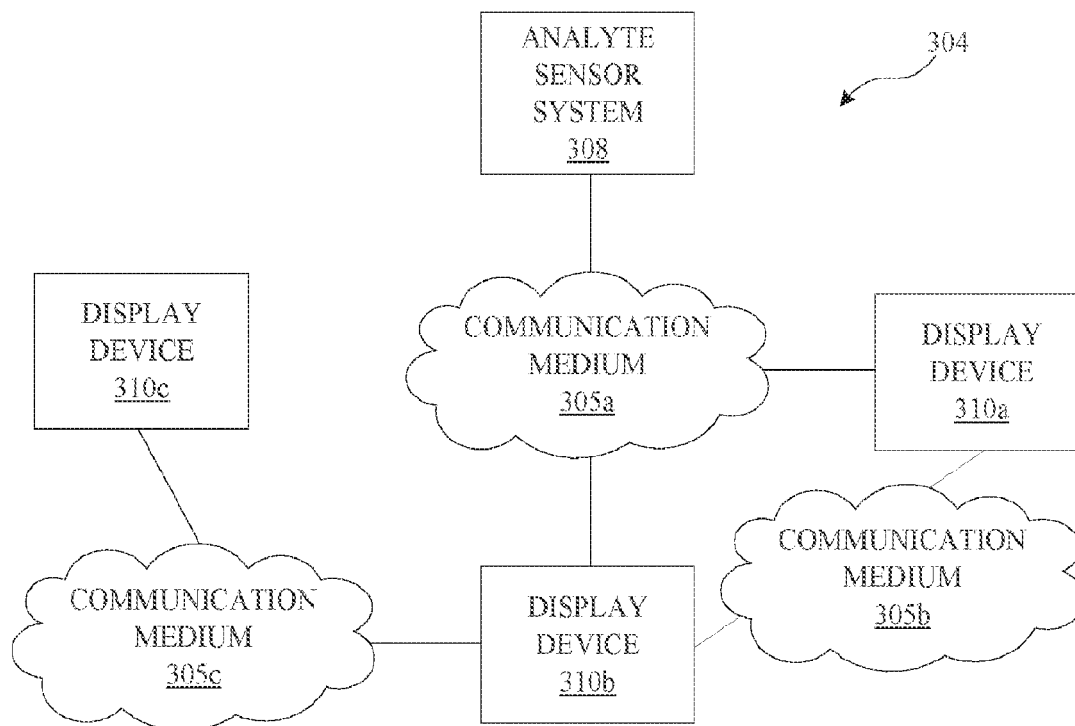 ANALYTE
SENSOR
SYSTEM
308
304
COMMUNICATION
MEDIUM
305a
DISPLAY
DEVICE
310c
DISPLAY
DEVICE
310a
COMMUNICATION
MEDIUM
305b
COMMUNICATION
MEDIUM
305c
DISPLAY
DEVICE
310b